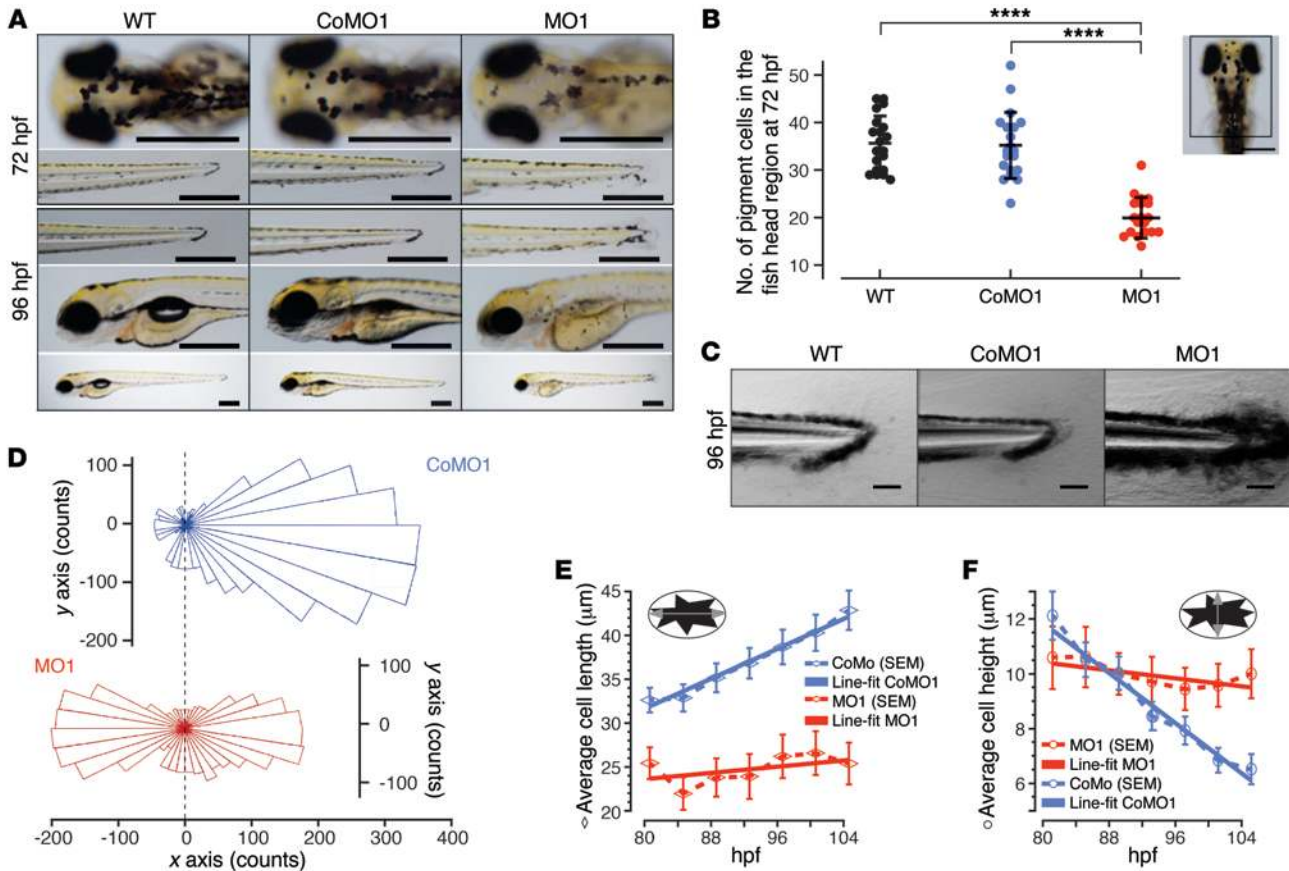 A
WT CoMO1 MO1
72 hpf
96 hpf
B
**** 
****
No. of pigment cells in the
fish head region at 72 hpf
50
40
30
20
10
WT CoMO1 MO1
C
WT CoMO1 MO1
96 hpf
D
CoMO1
y axis (counts)
100
0
-100
-200
MO1
y axis (counts)
100
0
-100
-200 -100 0 100 200 300 400
x axis (counts)
E
◊Average cell length (μm)
45
40
35
30
25
20
CoMo (SEM)
Line-fit CoMO1
MO1 (SEM)
Line-fit MO1
80 88 96 104
hpf
F
○Average cell height (μm)
12
10
8
6
MO1 (SEM)
Line-fit MO1
CoMo (SEM)
Line-fit CoMO1
80 88 96 104
hpf